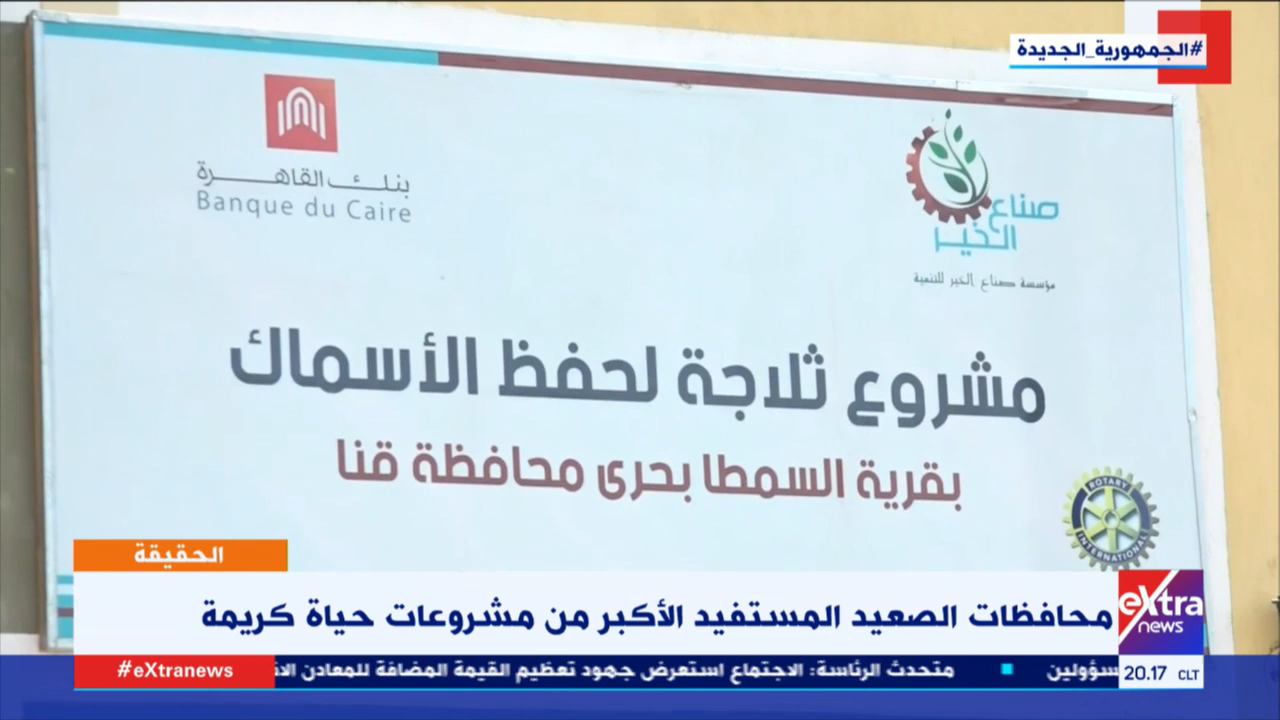 #الجمهورية_الجديدة
بنك القاهرة
Banque du Caire
صناع
الخير
مؤسسة صناع الخير للتنمية
مشروع ثلاجة لحفظ الأسماك
بقرية السمطا بحرى محافظة قنا
ROTARY
INTERNATIONAL
الحقيقة
محافظات الصعيد المستفيد الأكبر من مشروعات حياة كريمة
eXtra
news
#eXtranews
متحدث الرئاسة: الاجتماع استعرض جهود تعظيم القيمة المضافة للمعادن
20.17 CLT